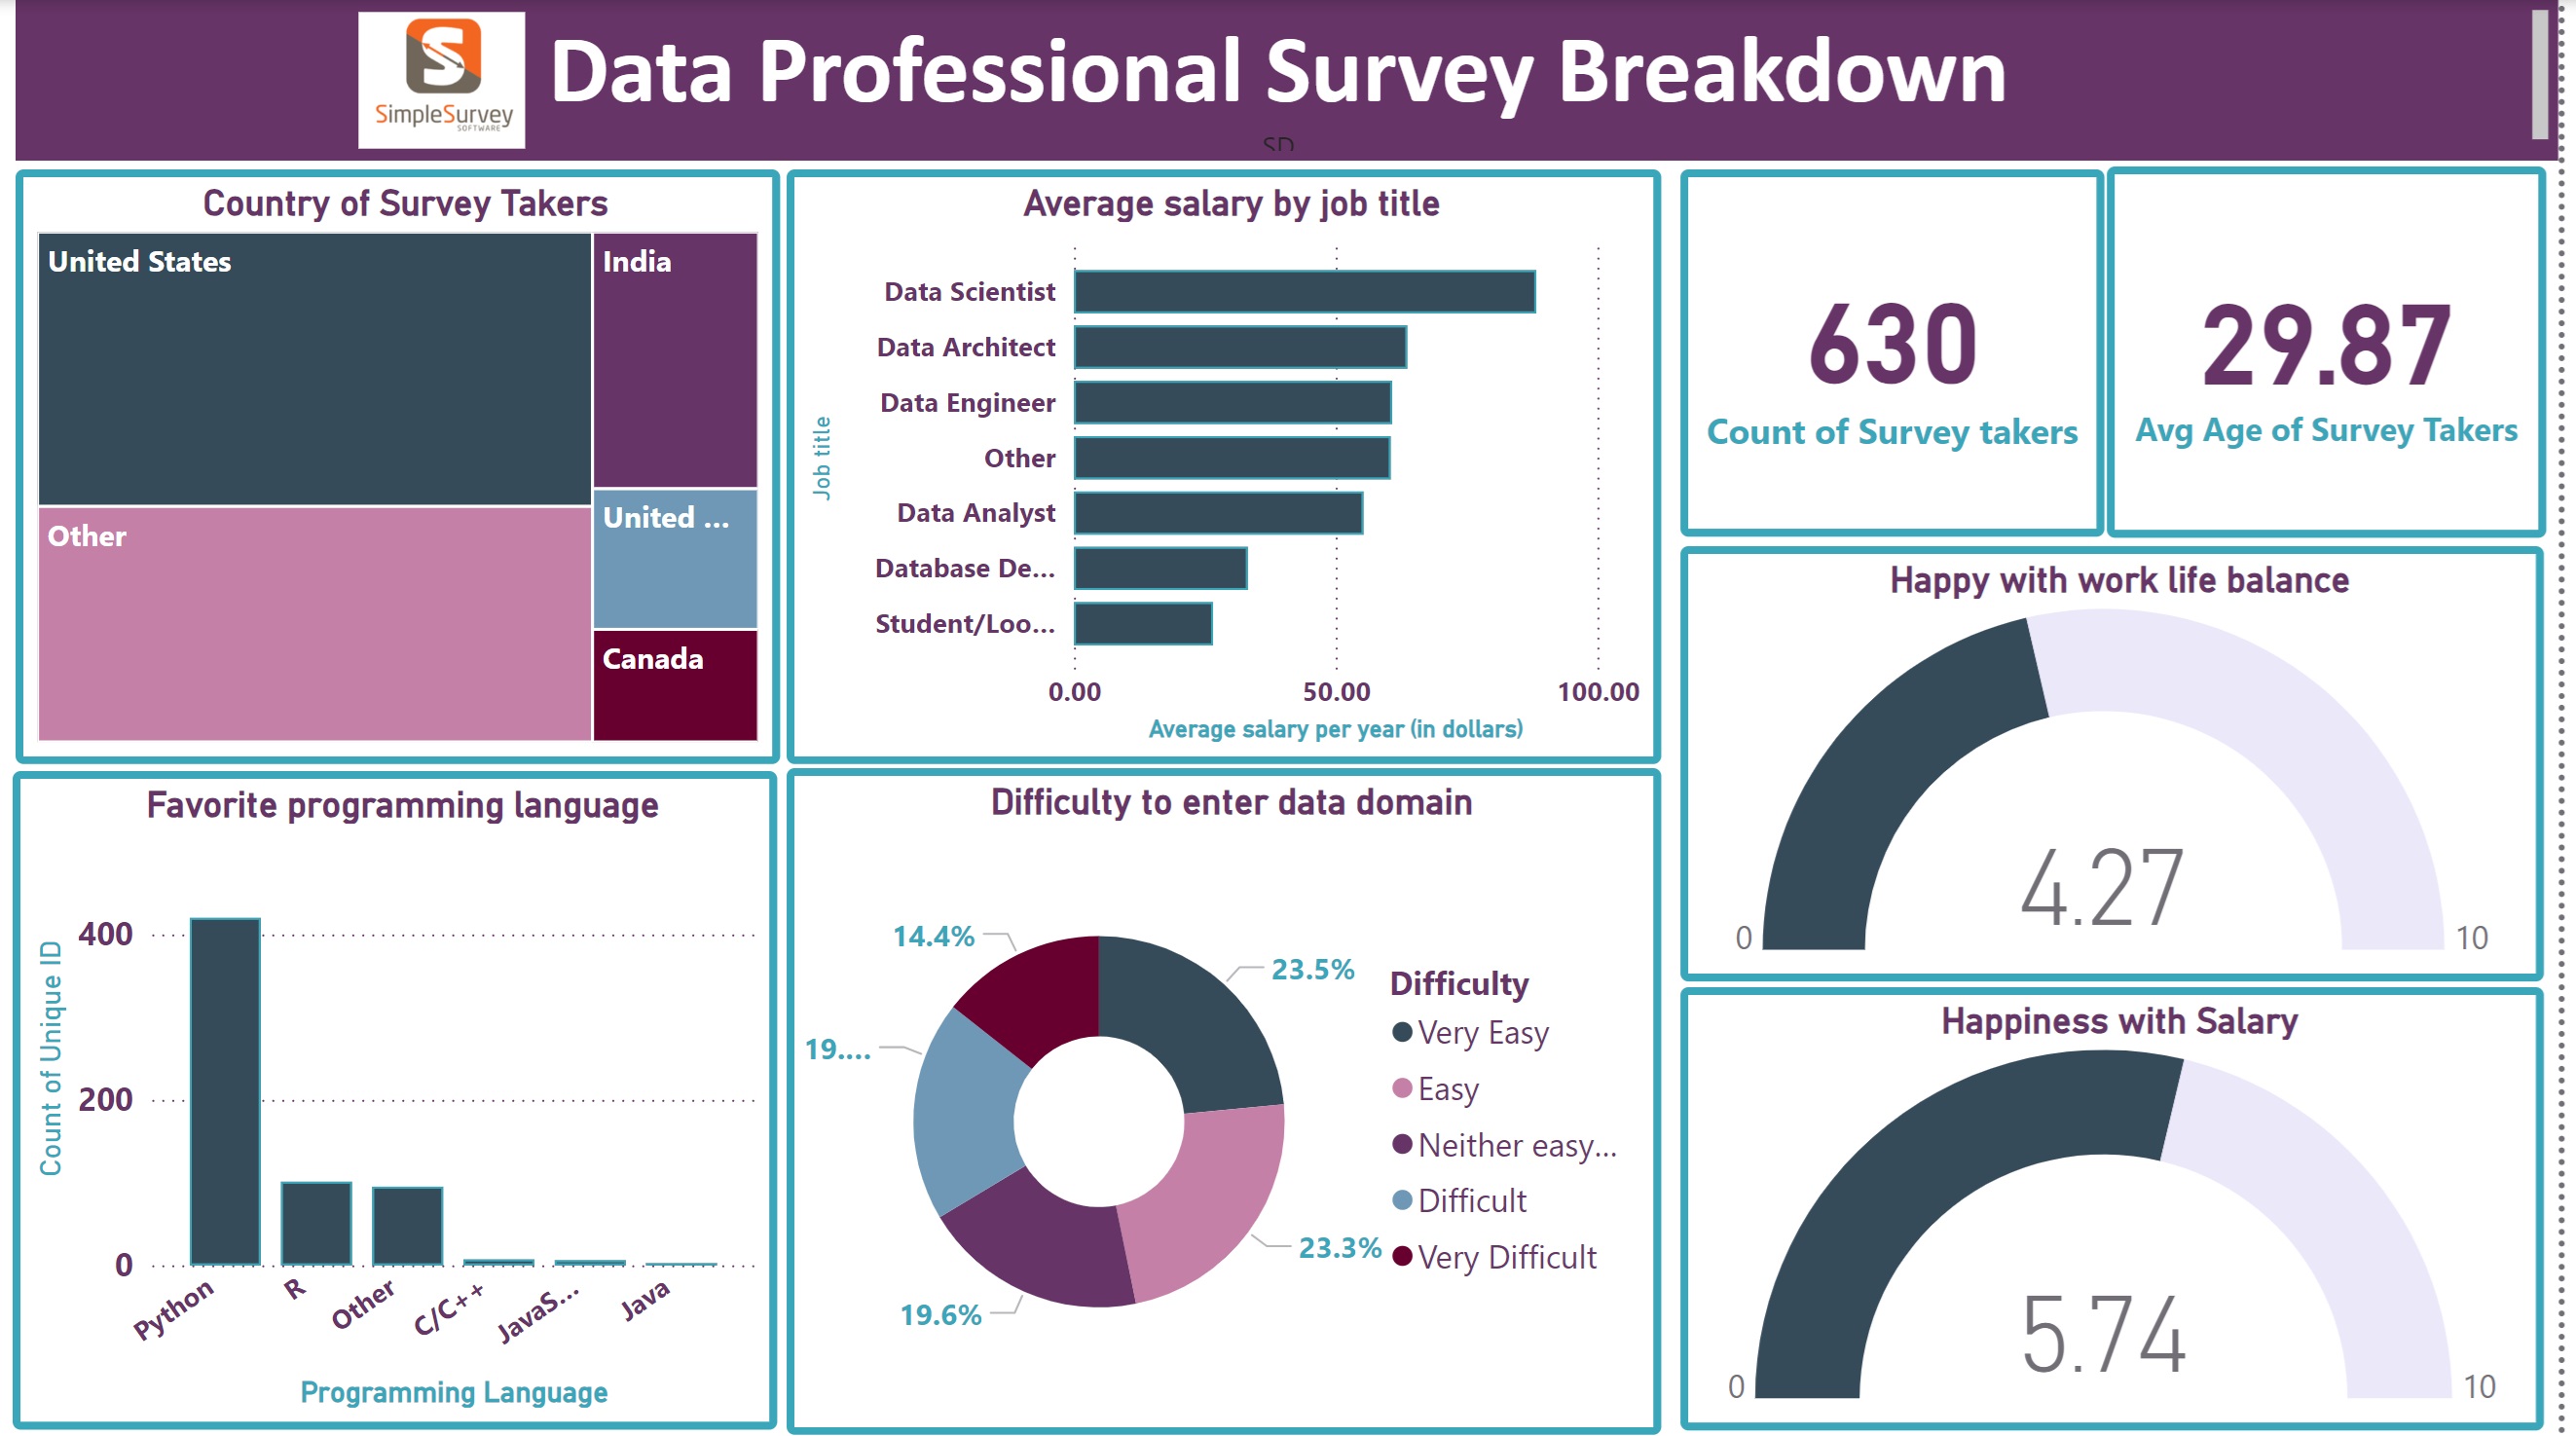 SimpleSurvey
SOFTWARE
Data Professional Survey Breakdown
Country of Survey Takers
United States
India
Other
United ...
Canada
Average salary by job title
Job title
Data Scientist
Data Architect
Data Engineer
Other
Data Analyst
Database De...
Student/Loo...
0.00 50.00 100.00
Average salary per year (in dollars)
630
Count of Survey takers
29.87
Avg Age of Survey Takers
Happy with work life balance
4.27
0
10
Favorite programming language
Count of Unique ID
400
200
0
Python R Other C/C++ JavaS... Java
Programming Language
Difficulty to enter data domain
14.4%
23.5%
19....
23.3%
19.6%
Difficulty
Very Easy
Easy
Neither easy...
Difficult
Very Difficult
Happiness with Salary
5.74
0
10